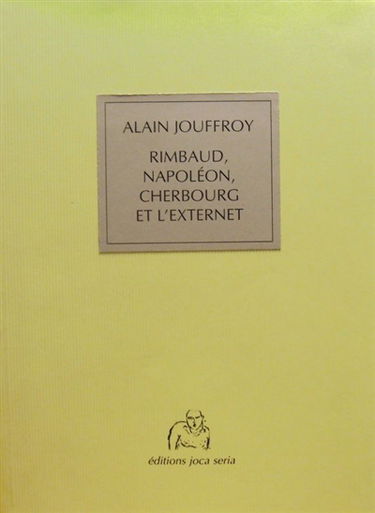 ALAIN JOUFFROY
RIMBAUD,
NAPOLÉON,
CHERBOURG
ET L'EXTERNET
éditions joca seria